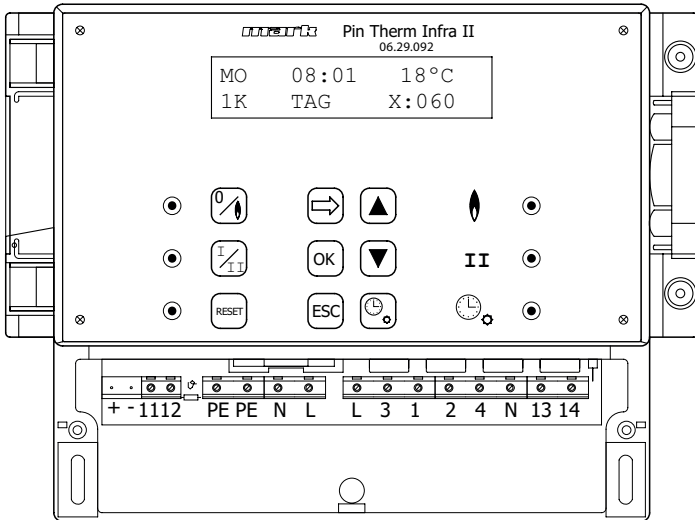 mark Pin Therm Infra II
06.29.092
MO 08:01 18°C
1K TAG X:060
0/
I/II OK II
RESET ESC
+ - 11 12 PE PE N L L 3 1 2 4 N 13 14